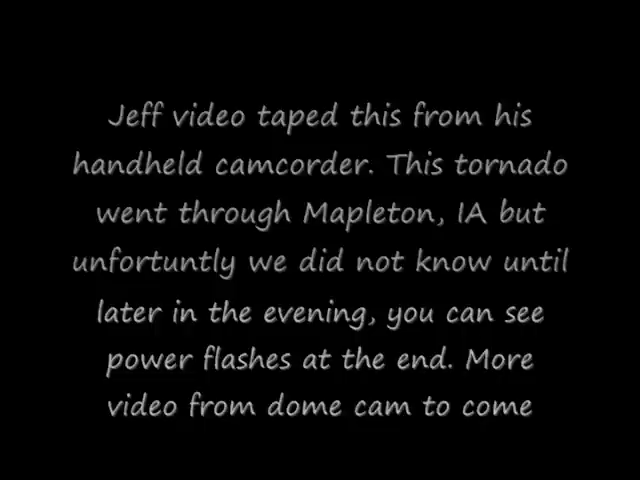 Jeff video taped this from his
handheld camcorder. This tornado
went through Mapleton, IA but
unfortuntly we did not know until
later in the evening, you can see
power flashes at the end. More
video from dome cam to come